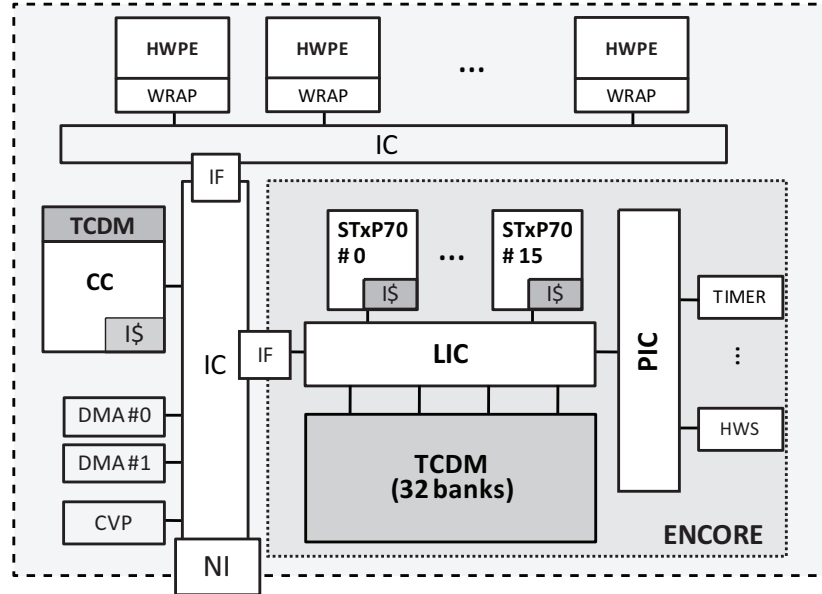 HWPE
WRAP
HWPE
WRAP
...
HWPE
WRAP
IC
IF
TCDM
CC
I$
IC
DMA #0
DMA #1
CVP
NI
IF
STxP70
# 0
I$
...
STxP70
# 15
I$
LIC
TCDM
(32 banks)
PIC
TIMER
...
HWS
ENCORE